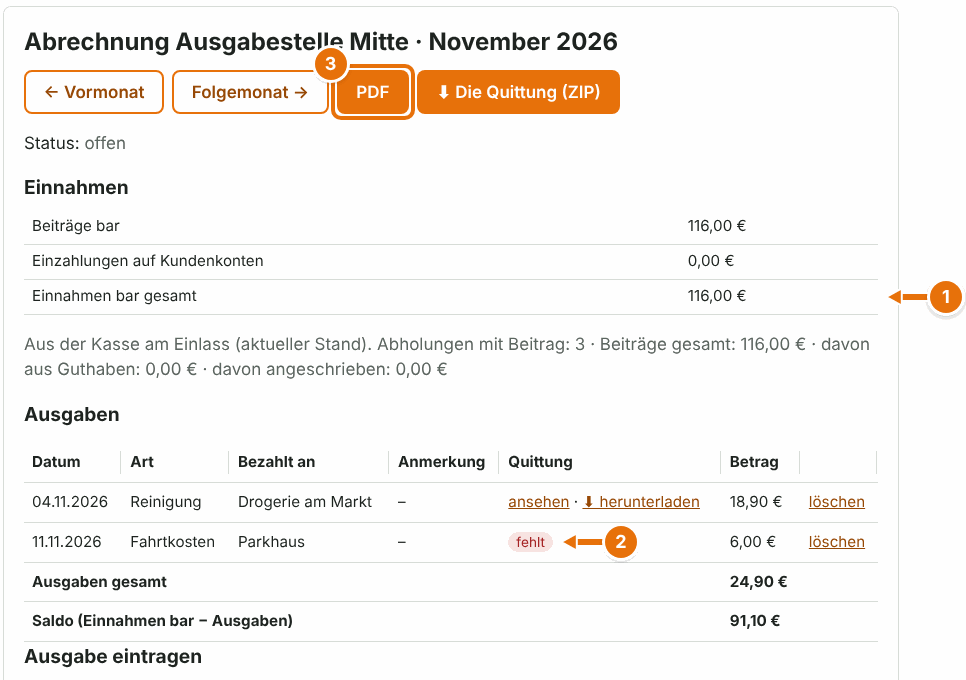 Abrechnung Ausgabestelle Mitte · November 2026
3
← Vormonat Folgemonat → PDF ⬇ Die Quittung (ZIP)
Status: offen
Einnahmen
Beiträge bar 116,00 €
Einzahlungen auf Kundenkonten 0,00 €
Einnahmen bar gesamt 116,00 € 1
Aus der Kasse am Einlass (aktueller Stand). Abholungen mit Beitrag: 3 · Beiträge gesamt: 116,00 € · davon
aus Guthaben: 0,00 € · davon angeschrieben: 0,00 €
Ausgaben
Datum Art Bezahlt an Anmerkung Quittung Betrag
04.11.2026 Reinigung Drogerie am Markt – ansehen · ⬇ herunterladen 18,90 € löschen
11.11.2026 Fahrtkosten Parkhaus – fehlt 2 6,00 € löschen
Ausgaben gesamt 24,90 €
Saldo (Einnahmen bar − Ausgaben) 91,10 €
Ausgabe eintragen